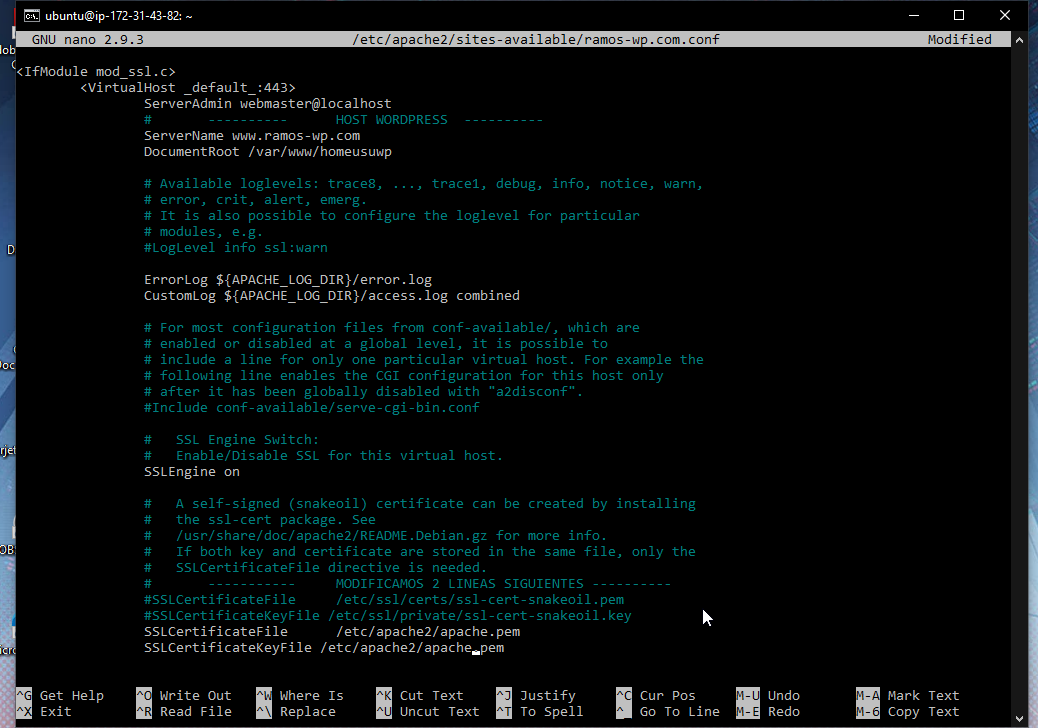 ubuntu@ip-172-31-43-82: ~
GNU nano 2.9.3 /etc/apache2/sites-available/ramos-wp.com.conf Modified
<IfModule mod_ssl.c>
<VirtualHost _default_:443>
ServerAdmin webmaster@localhost
# ---------- HOST WORDPRESS ----------
ServerName www.ramos-wp.com
DocumentRoot /var/www/homeusuwp
# Available loglevels: trace8, ..., trace1, debug, info, notice, warn,
# error, crit, alert, emerg.
# It is also possible to configure the loglevel for particular
# modules, e.g.
#LogLevel info ssl:warn
ErrorLog ${APACHE_LOG_DIR}/error.log
CustomLog ${APACHE_LOG_DIR}/access.log combined
# For most configuration files from conf-available/, which are
# enabled or disabled at a global level, it is possible to
# include a line for only one particular virtual host. For example the
# following line enables the CGI configuration for this host only
# after it has been globally disabled with "a2disconf".
#Include conf-available/serve-cgi-bin.conf
# SSL Engine Switch:
# Enable/Disable SSL for this virtual host.
SSLEngine on
# A self-signed (snakeoil) certificate can be created by installing
# the ssl-cert package. See
# /usr/share/doc/apache2/README.Debian.gz for more info.
# If both key and certificate are stored in the same file, only the
# SSLCertificateFile directive is needed.
# ----------- MODIFICAMOS 2 LINEAS SIGUIENTES ----------
#SSLCertificateFile /etc/ssl/certs/ssl-cert-snakeoil.pem
#SSLCertificateKeyFile /etc/ssl/private/ssl-cert-snakeoil.key
SSLCertificateFile /etc/apache2/apache.pem
SSLCertificateKeyFile /etc/apache2/apache.pem
^G Get Help ^O Write Out ^W Where Is ^K Cut Text ^J Justify ^C Cur Pos M-U Undo M-A Mark Text
^X Exit ^R Read File ^\ Replace ^U Uncut Text ^T To Spell ^_ Go To Line M-E Redo M-6 Copy Text